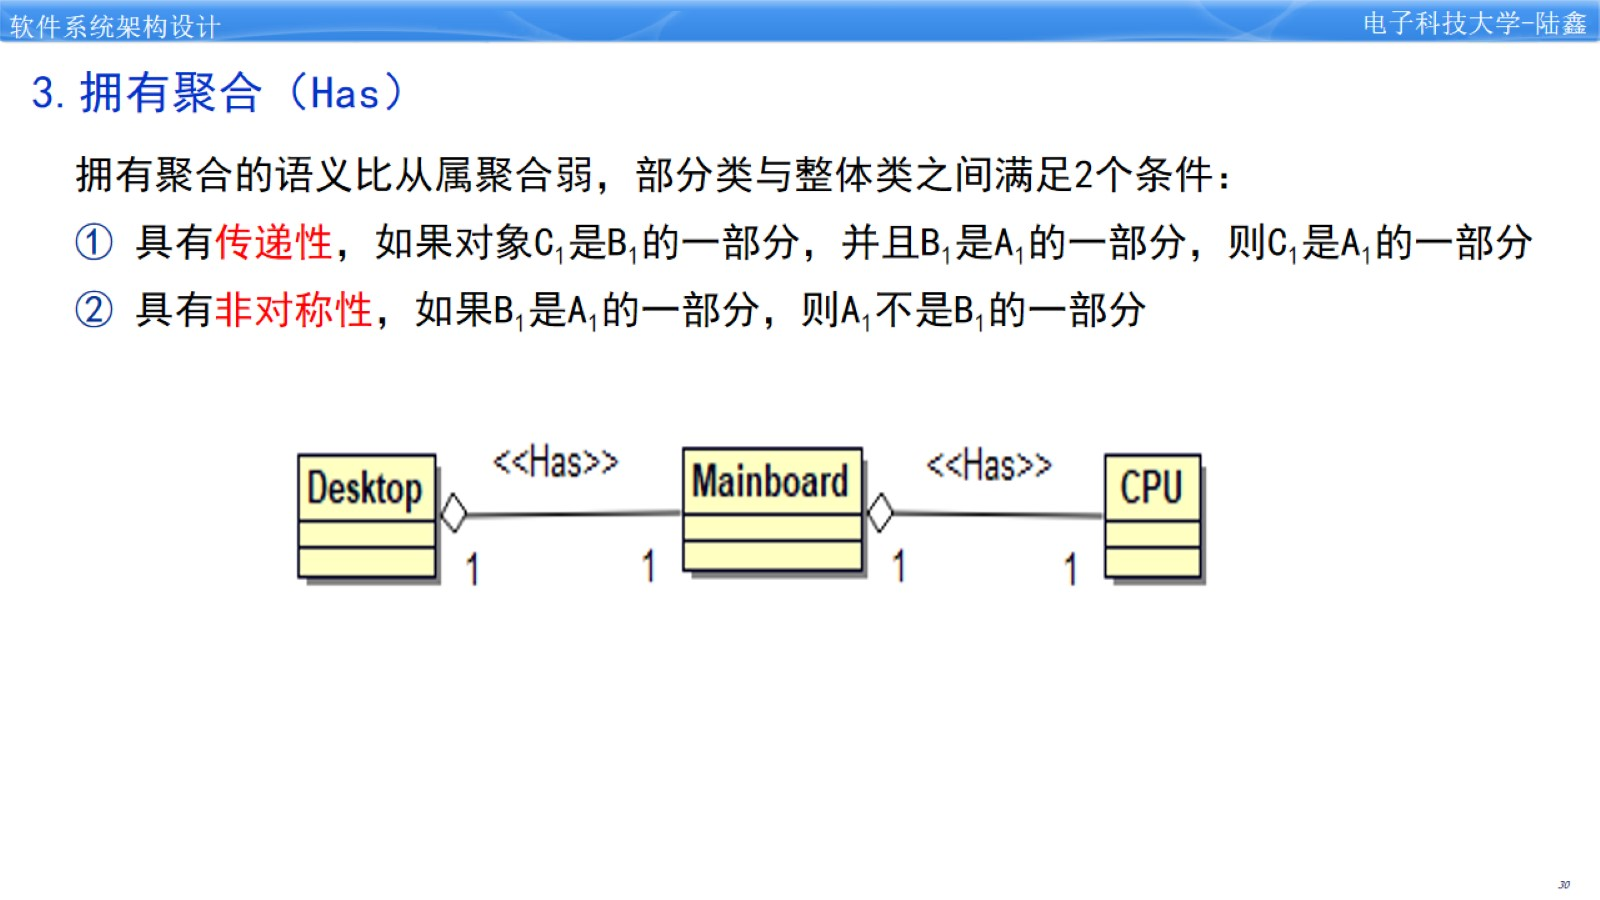 软件系统架构设计
电子科技大学-陆鑫
3.拥有聚合（Has）
拥有聚合的语义比从属聚合弱，部分类与整体类之间满足2个条件：
① 具有传递性，如果对象C1是B1的一部分，并且B1是A1的一部分，则C1是A1的一部分
② 具有非对称性，如果B1是A1的一部分，则A1不是B1的一部分
Desktop
<<Has>>
Mainboard
<<Has>>
CPU
1
1
1
1
30